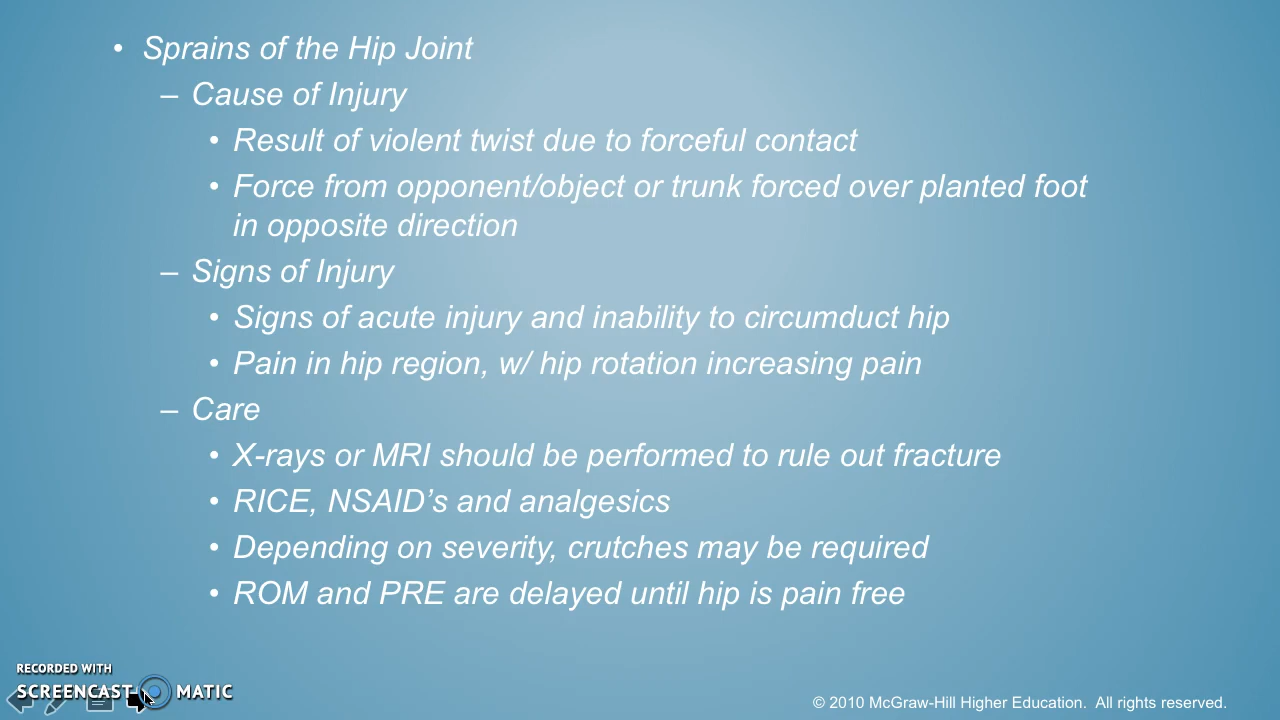 • Sprains of the Hip Joint
– Cause of Injury
• Result of violent twist due to forceful contact
• Force from opponent/object or trunk forced over planted foot
in opposite direction
– Signs of Injury
• Signs of acute injury and inability to circumduct hip
• Pain in hip region, w/ hip rotation increasing pain
– Care
• X-rays or MRI should be performed to rule out fracture
• RICE, NSAID’s and analgesics
• Depending on severity, crutches may be required
• ROM and PRE are delayed until hip is pain free
RECORDED WITH
SCREENCAST MATIC
© 2010 McGraw-Hill Higher Education. All rights reserved.